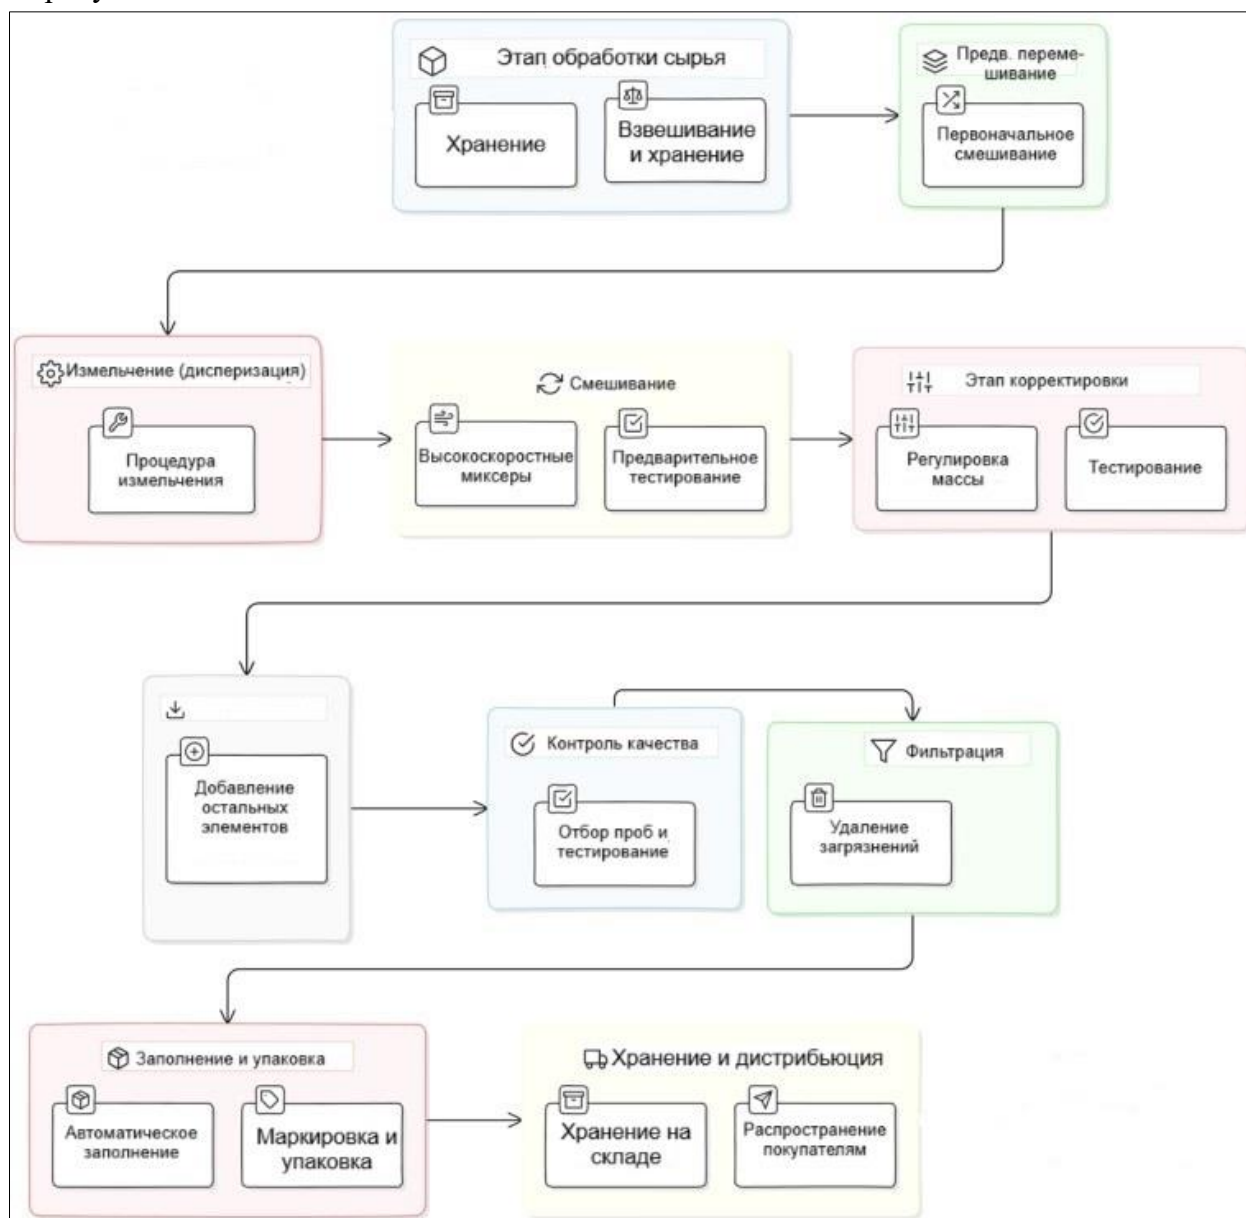 Этап обработки сырья
Хранение
Взвешивание
и хранение
Предв. переме-
шивание
Первоначальное
смешивание
Измельчение (дисперизация)
Процедура
измельчения
Смешивание
Высокоскоростные
миксеры
Предварительное
тестирование
Этап корректировки
Регулировка
массы
Тестирование
Добавление
остальных
элементов
Контроль качества
Отбор проб и
тестирование
Фильтрация
Удаление
загрязнений
Заполнение и упаковка
Автоматическое
заполнение
Маркировка и
упаковка
Хранение и дистрибьюция
Хранение на
складе
Распространение
покупателям